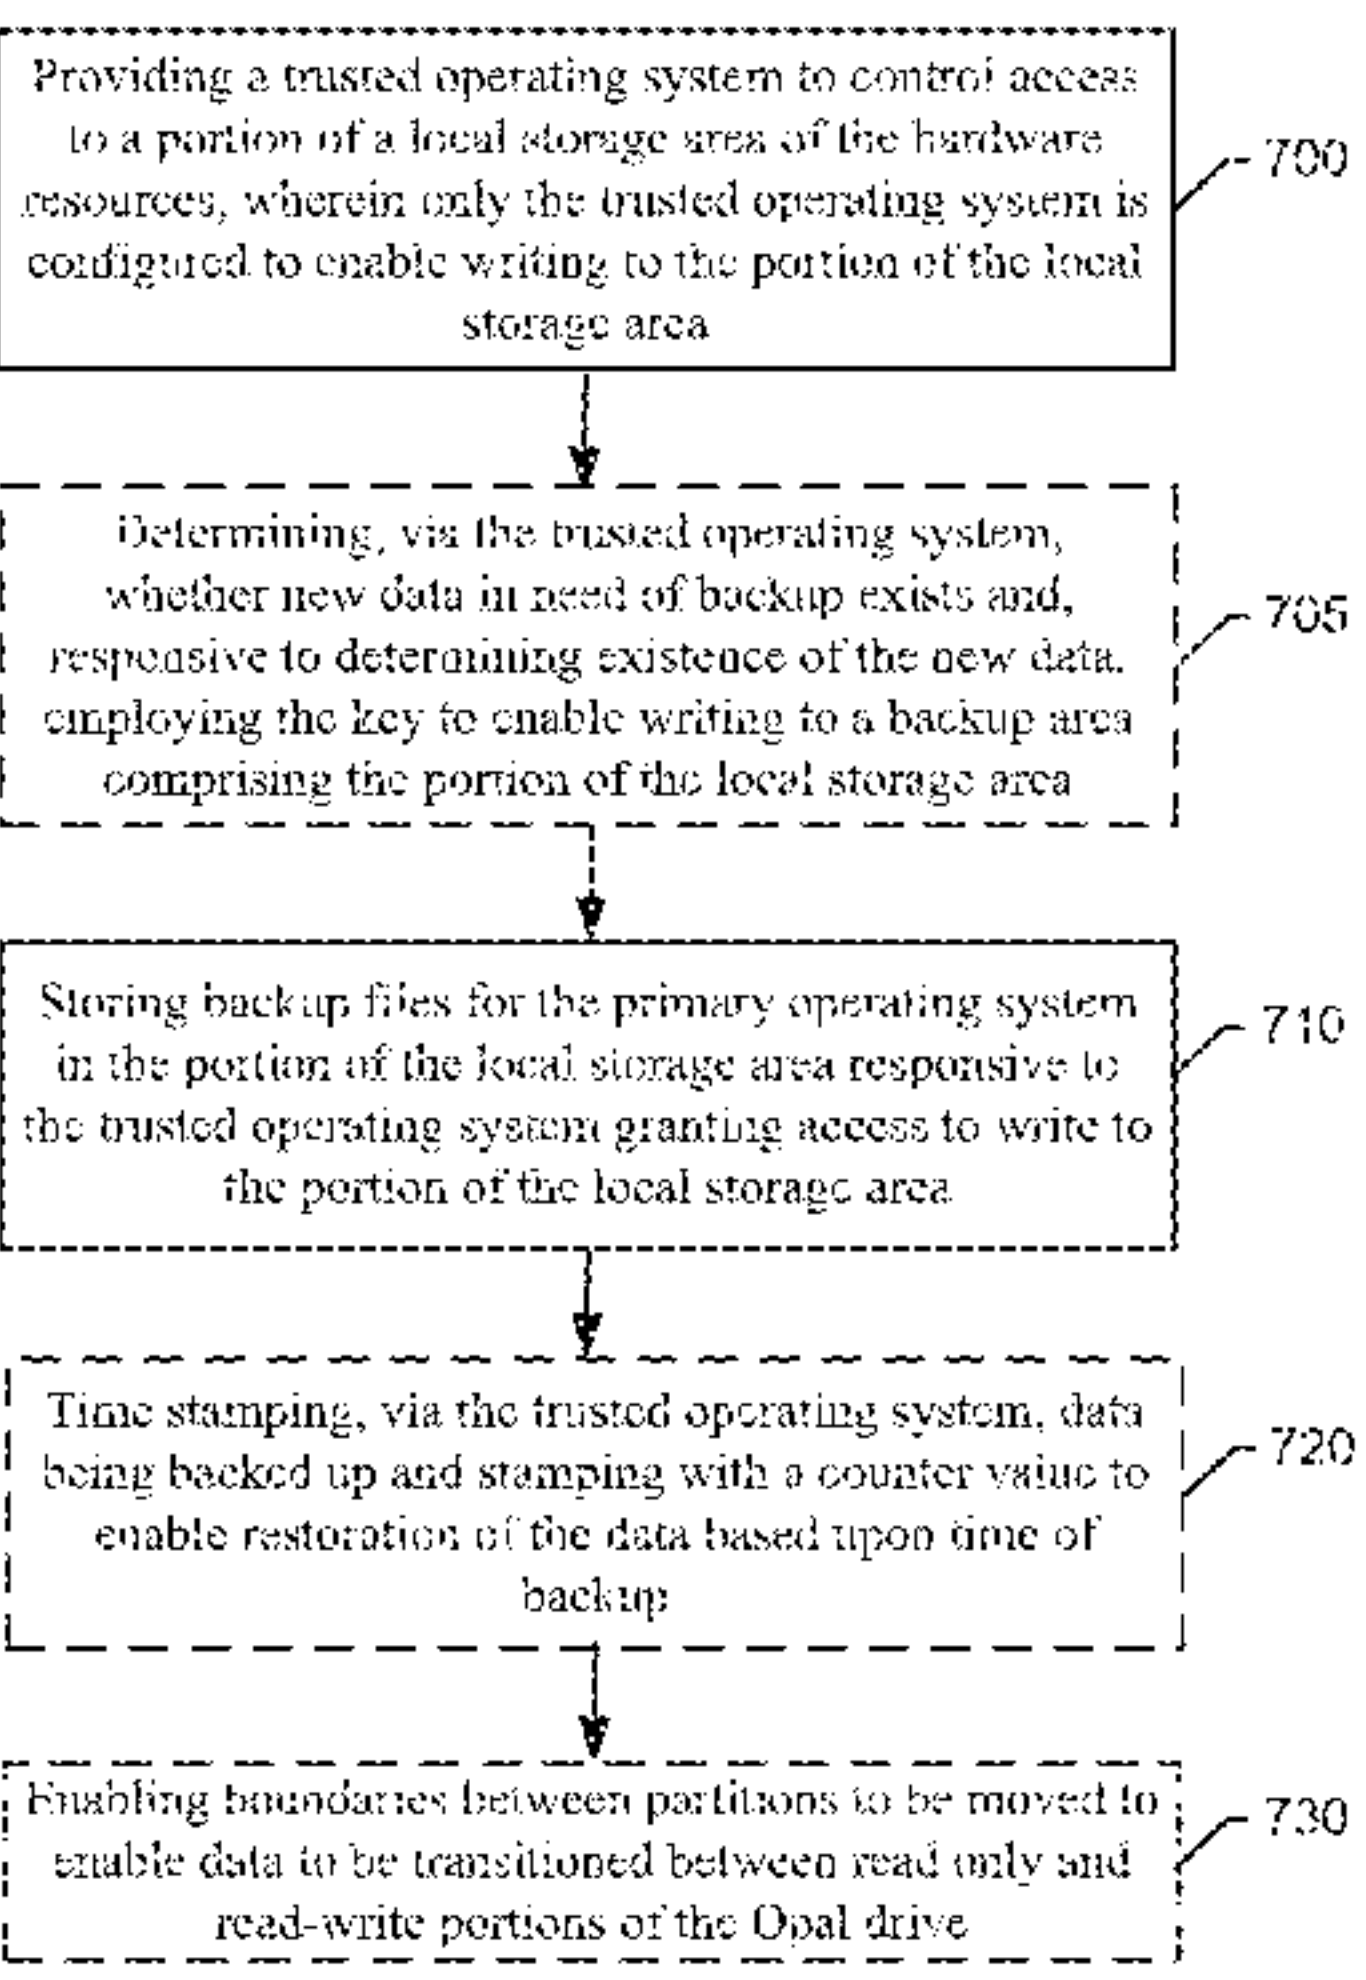 Providing a trusted operating system to control access
to a portion of a local storage area of the hardware
resources, wherein only the trusted operating system is
configured to enable writing to the portion of the local
storage area
700
Determining, via the trusted operating system,
whether new data in need of backup exists and,
responsive to determining existence of the new data,
employing the key to enable writing to a backup area
comprising the portion of the local storage area
705
Storing backup files for the primary operating system
in the portion of the local storage area responsive to
the trusted operating system granting access to write to
the portion of the local storage area
710
Time stamping, via the trusted operating system, data
being backed up and stamping with a counter value to
enable restoration of the data based upon time of
backup
720
Enabling boundaries between partitions to be moved to
enable data to be transitioned between read only and
read-write portions of the Opal drive
730